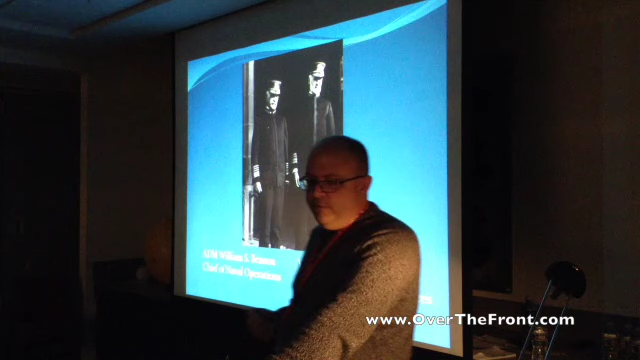 ADM William S. Benson
Chief of Naval Operations
www.OverTheFront.com